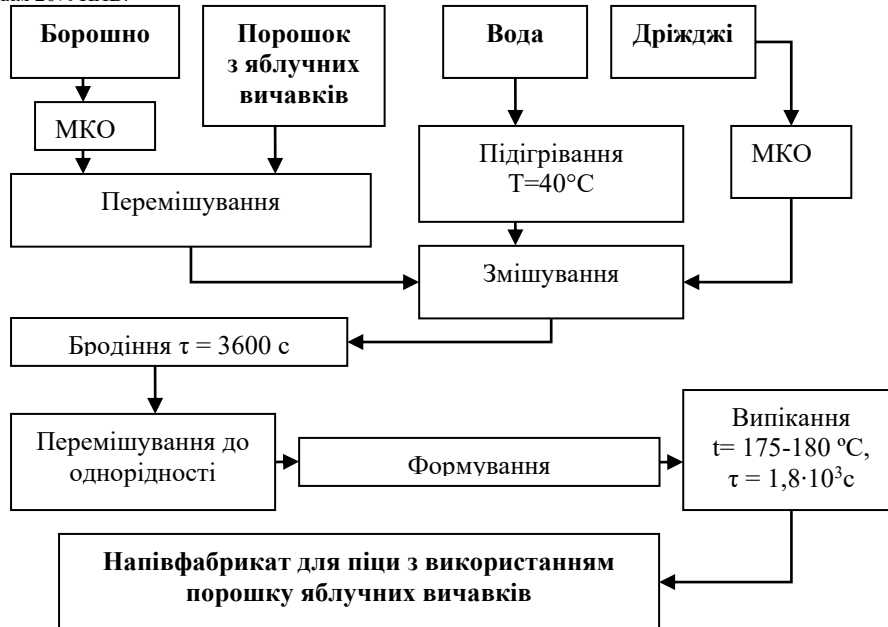 Борошно
Порошок
з яблучних
вичавків
Вода
Дріжджі
МКО
Підігрівання
Т=40°С
МКО
Перемішування
Змішування
Бродіння τ = 3600 с
Перемішування до
однорідності
Формування
Випікання
t= 175-180 ºС,
τ = 1,8·10³с
Напівфабрикат для піци з використанням
порошку яблучних вичавків